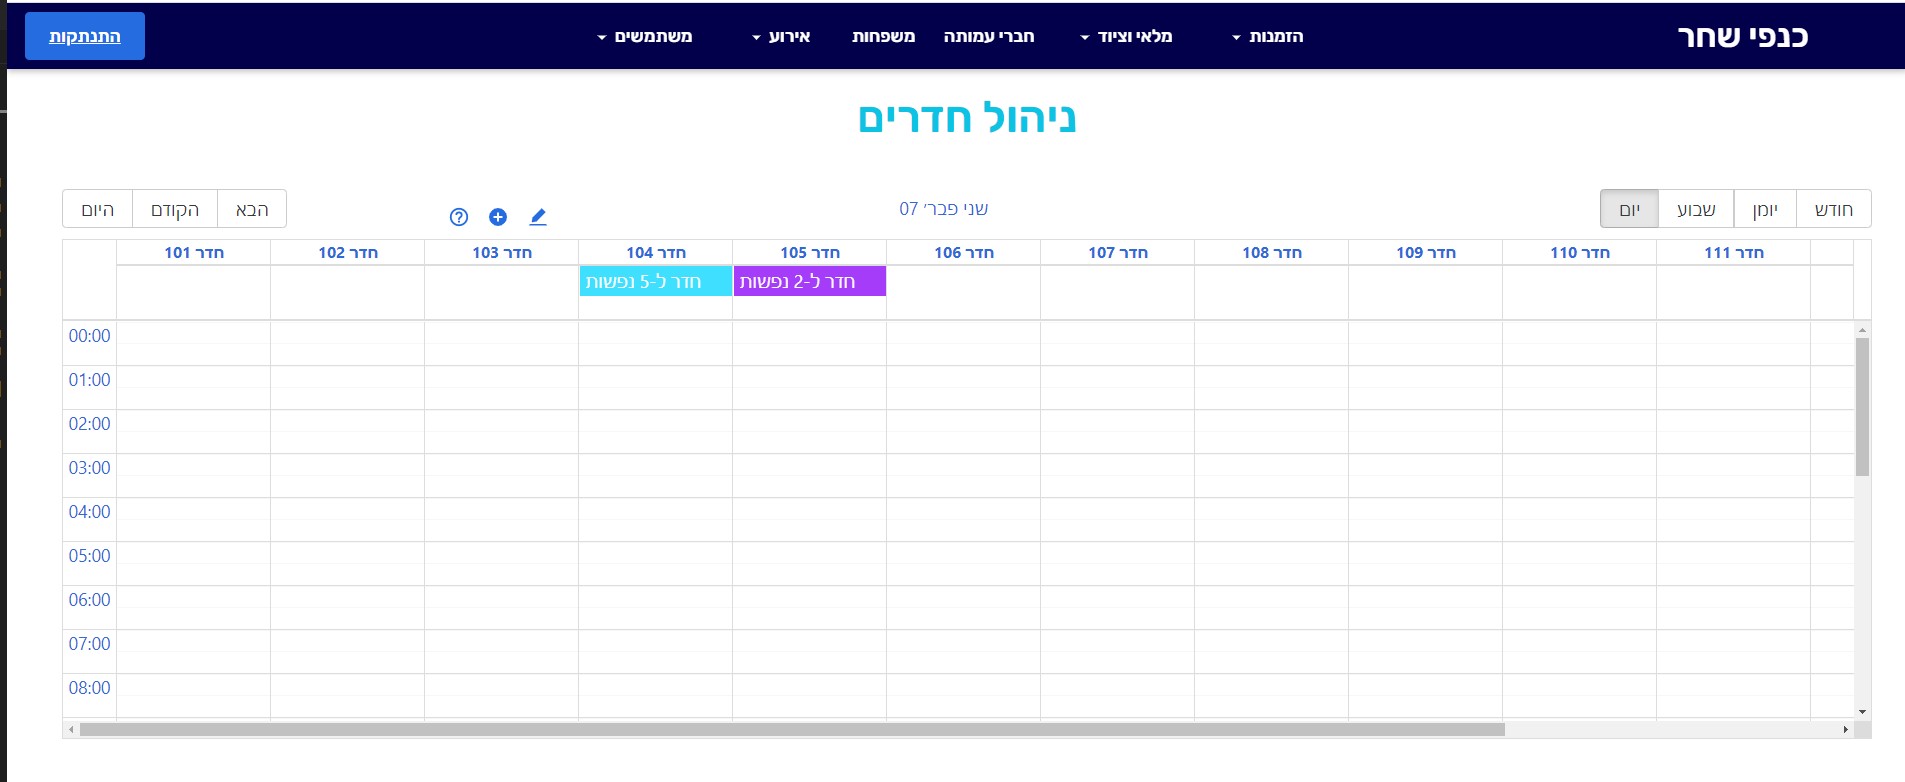 כנפי שחר
הזמנות
מלאי וציוד
חברי עמותה
משפחות
אירוע
משתמשים
התנתקות
ניהול חדרים
חודש
יומן
שבוע
יום
שני פבר׳ 07
הבא
הקודם
היום
חדר 101
חדר 102
חדר 103
חדר 104
חדר 105
חדר 106
חדר 107
חדר 108
חדר 109
חדר 110
חדר 111
חדר ל-5 נפשות
חדר ל-2 נפשות
00:00
01:00
02:00
03:00
04:00
05:00
06:00
07:00
08:00